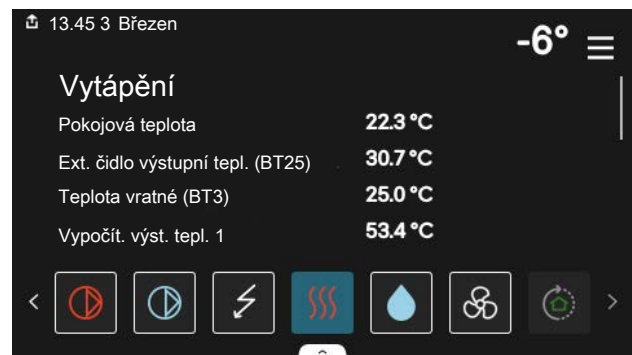 13.45 3 Březen
-6°
Vytápění
Pokojová teplota 22.3 °C
Ext. čidlo výstupní tepl. (BT25) 30.7 °C
Teplota vratné (BT3) 25.0 °C
Vypočít. výst. tepl. 1 53.4 °C